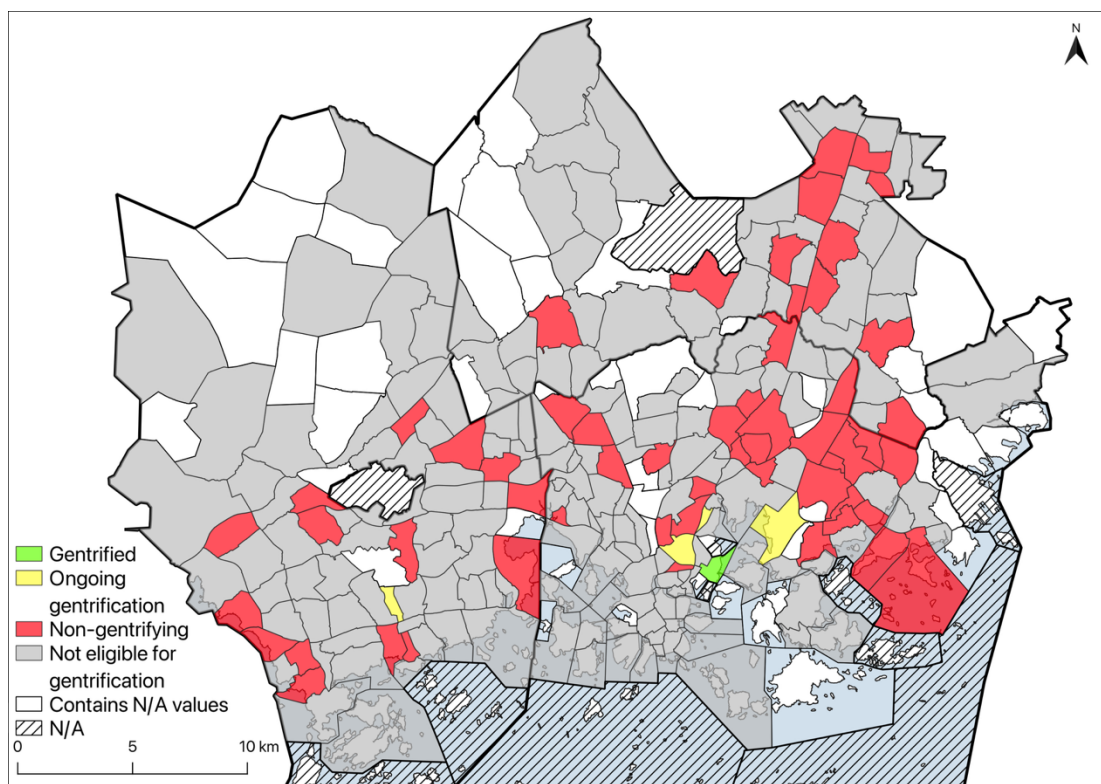 N
Gentrified
Ongoing
gentrification
Non-gentrifying
Not eligible for
gentrification
Contains N/A values
N/A
0 5 10 km